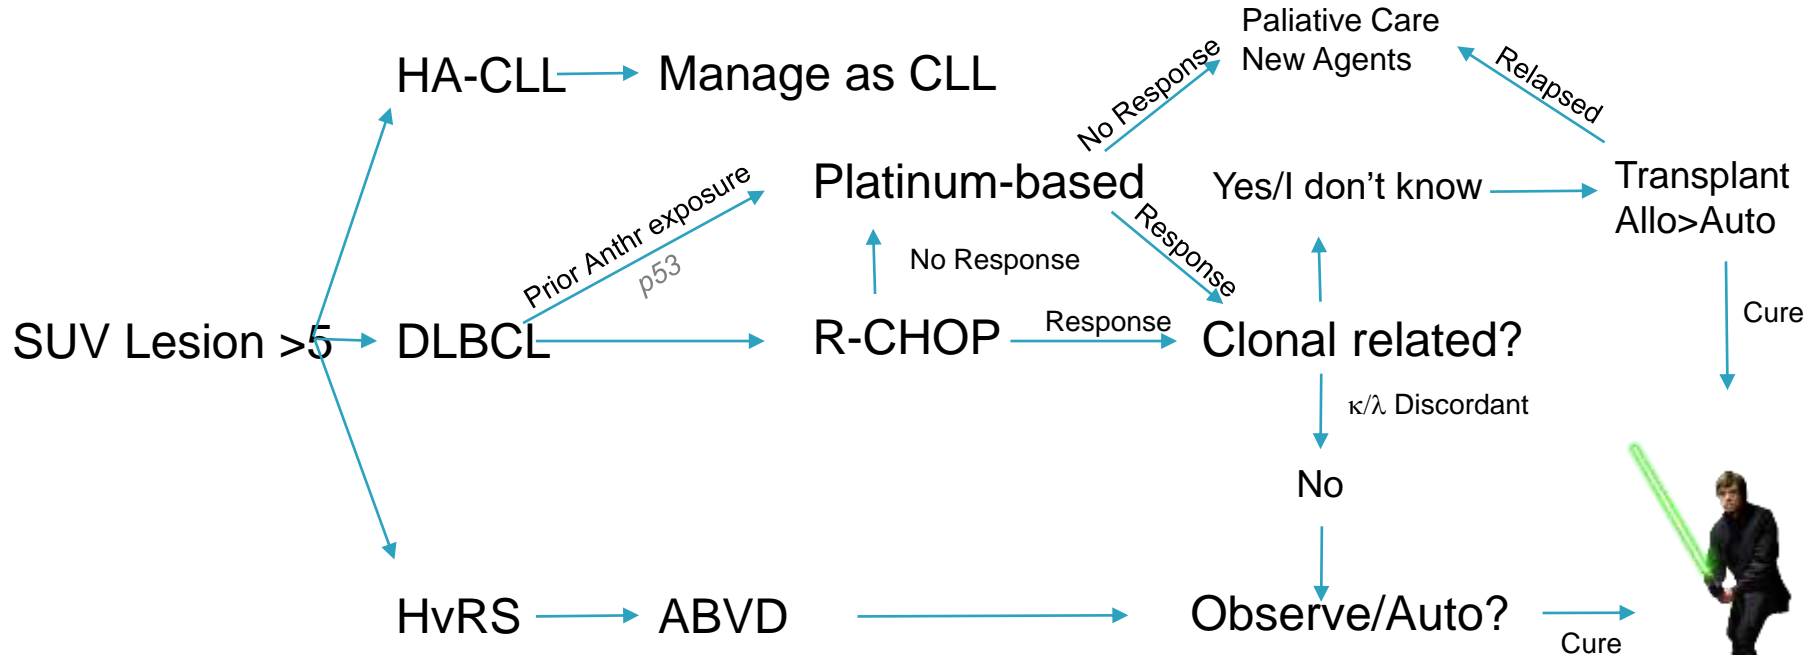 Paliative Care
New Agents
HA-CLL
Manage as CLL
No Response
Relapsed
Prior Anthr exposure
p53
Platinum-based
Yes/I don't know
Transplant
Allo>Auto
Response
No Response
SUV Lesion >5
DLBCL
R-CHOP
Response
Clonal related?
Cure
κ/λ Discordant
No
HvRS
ABVD
Observe/Auto?
Cure